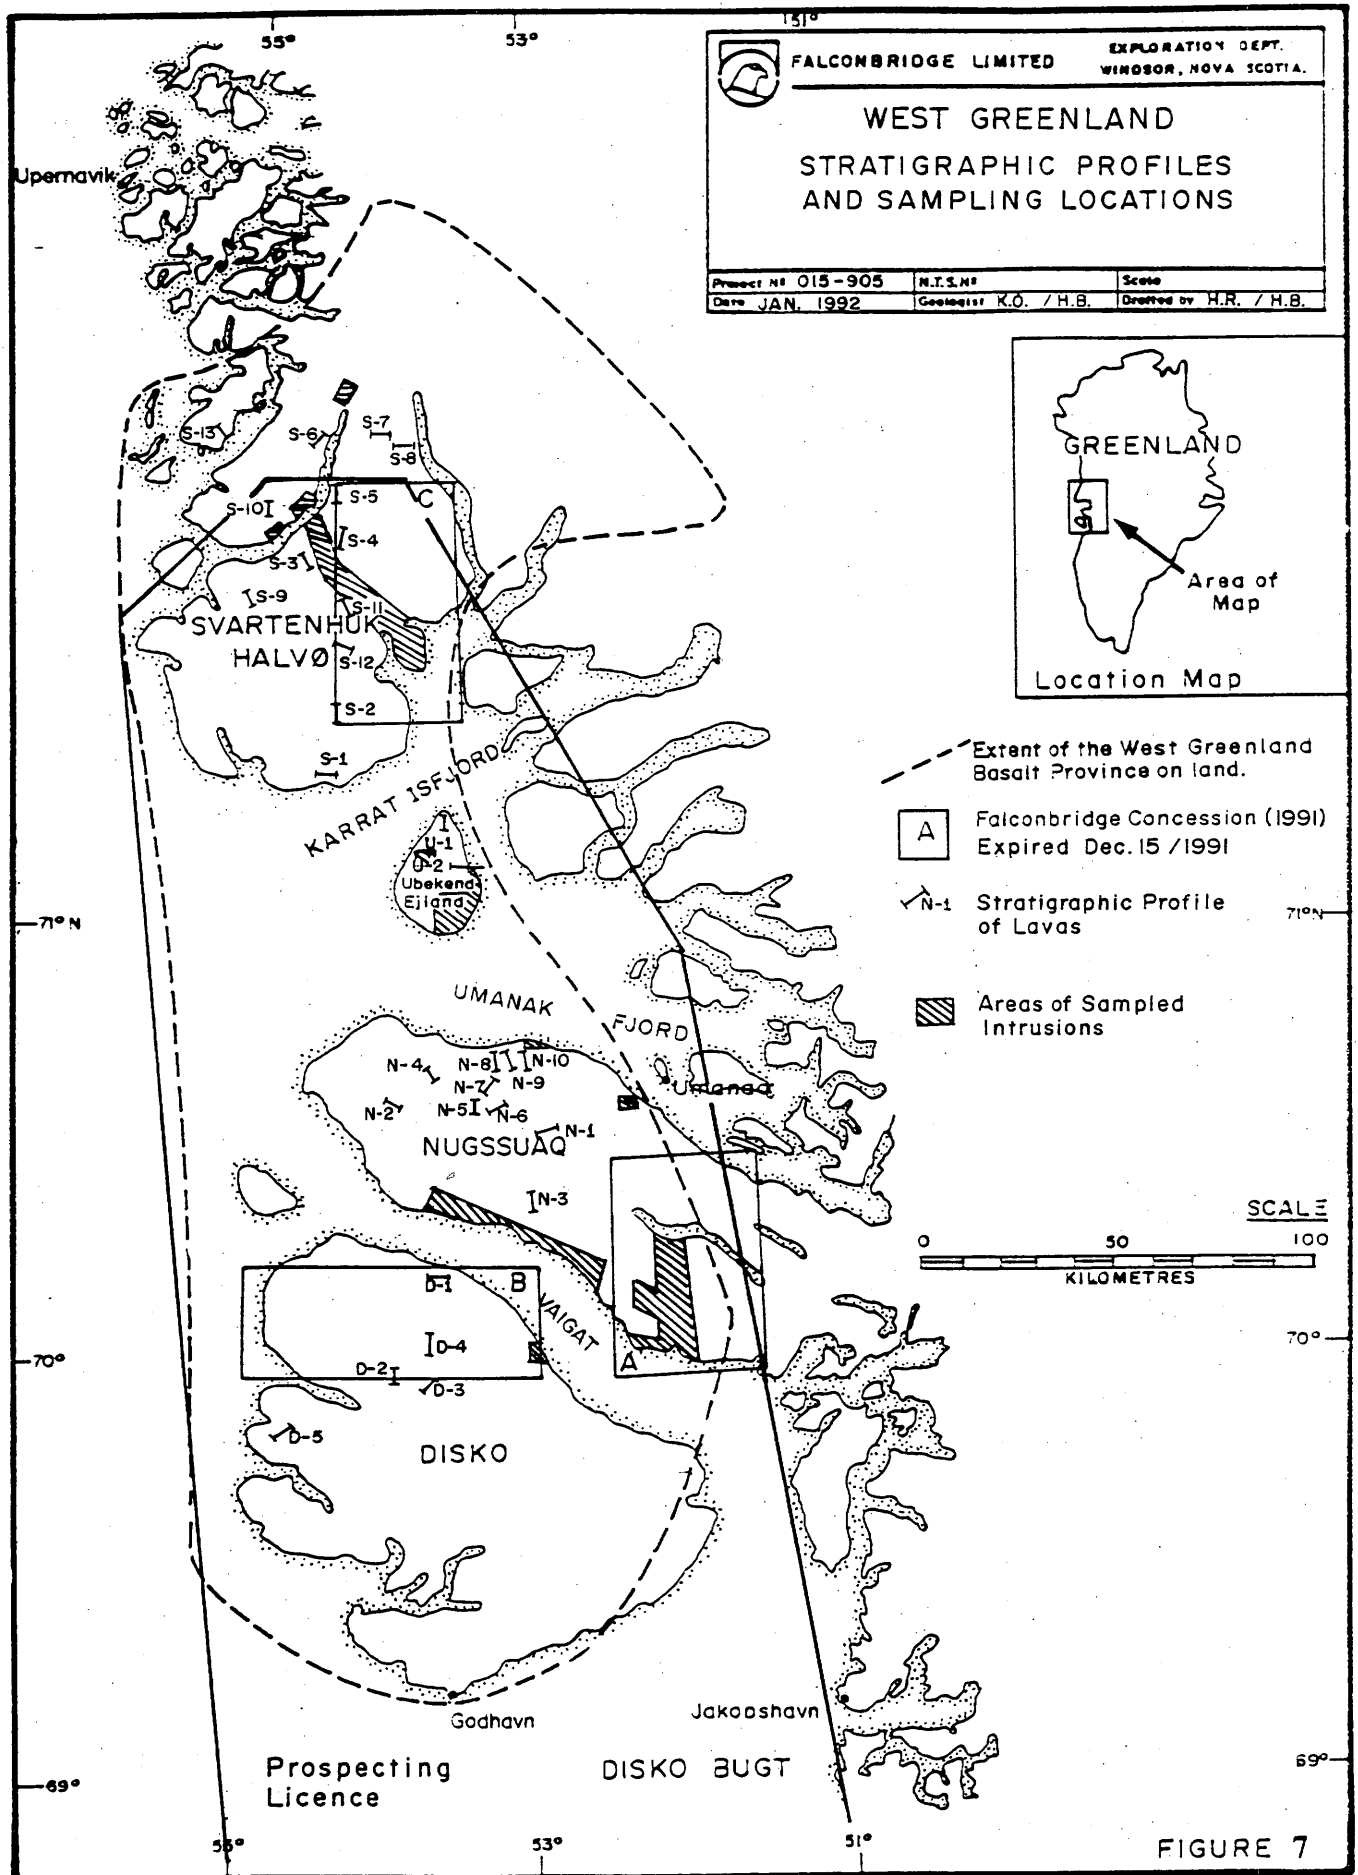 55°
53°
51°
FALCONBRIDGE LIMITED
EXPLORATION DEPT.
WINDSOR, NOVA SCOTIA.
WEST GREENLAND
STRATIGRAPHIC PROFILES
AND SAMPLING LOCATIONS
Project Nº 015-905
N.T.S.Nº
Scale
Date JAN. 1992
Geologist K.O. / H.B.
Drafted by H.R. / H.B.
Upernavik
GREENLAND
Area of
Map
Location Map
S-13
S-6
S-7
S-8
S-10
S-5
C
S-4
S-3
S-9
S-11
SVARTENHUK
HALVØ
S-12
S-2
S-1
KARRAT ISFJORD
Extent of the West Greenland
Basalt Province on land.
A
Falconbridge Concession (1991)
Expired Dec. 15 /1991
N-1
Stratigraphic Profile
of Lavas
Areas of Sampled
Intrusions
U-1
U-2
Ubekend
Ejland
71°N
71°N
UMANAK
FJORD
N-4
N-8
N-10
N-7
N-9
Umanaq
N-2
N-5
N-6
N-1
NUGSSUAQ
N-3
SCALE
0
50
100
KILOMETRES
D-1
B
VAIGAT
D-4
A
70°
70°
D-2
D-3
D-5
DISKO
Godhavn
Jakobshavn
Prospecting
Licence
DISKO BUGT
69°
69°
55°
53°
51°
FIGURE 7